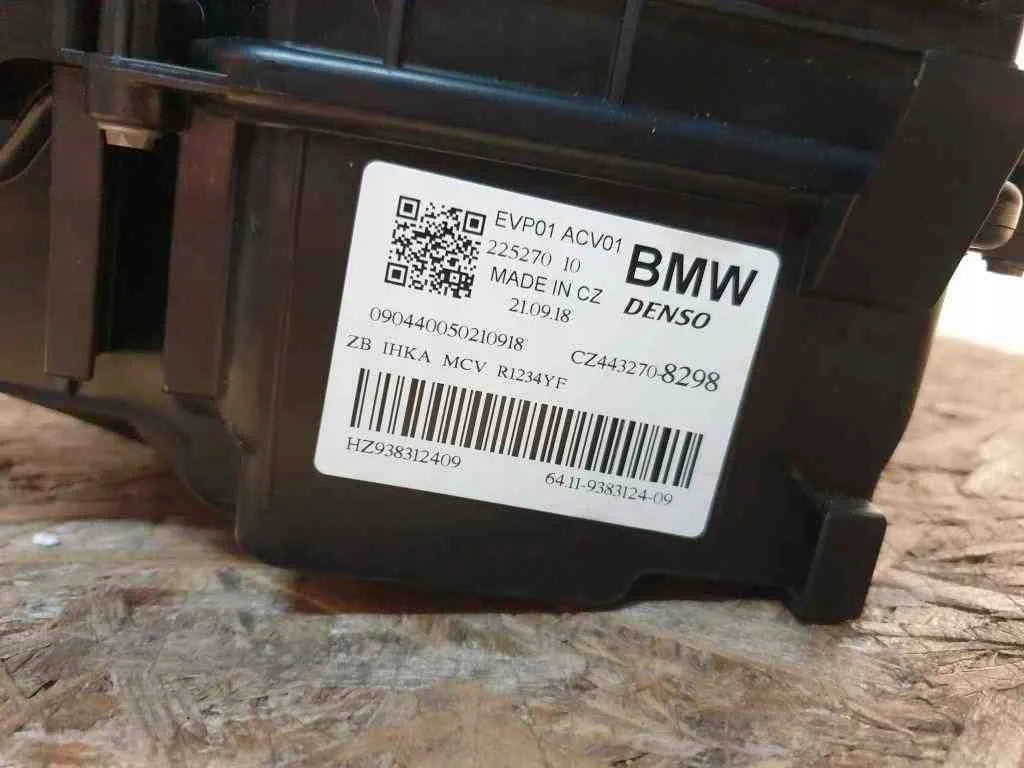 EVP01 ACV01
225270 10
MADE IN CZ
21.09.18
BMW
DENSO
090440050210918
CZ443270-8298
ZB IHKA MCV R1234YF
HZ938312409
64.11-9383124-09